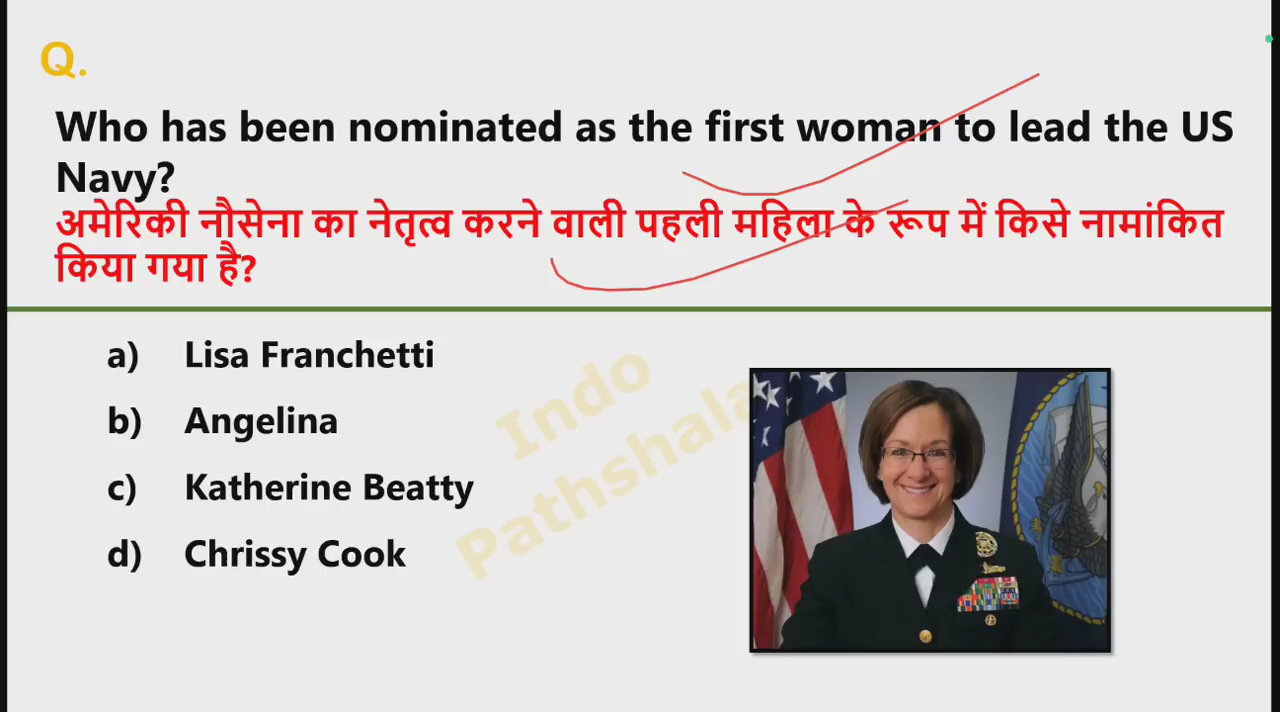 Q.
Who has been nominated as the first woman to lead the US
Navy?
अमेरिकी नौसेना का नेतृत्व करने वाली पहली महिला के रूप में किसे नामांकित
किया गया है?
a) Lisa Franchetti
b) Angelina
c) Katherine Beatty
d) Chrissy Cook
Indo
Pathshala